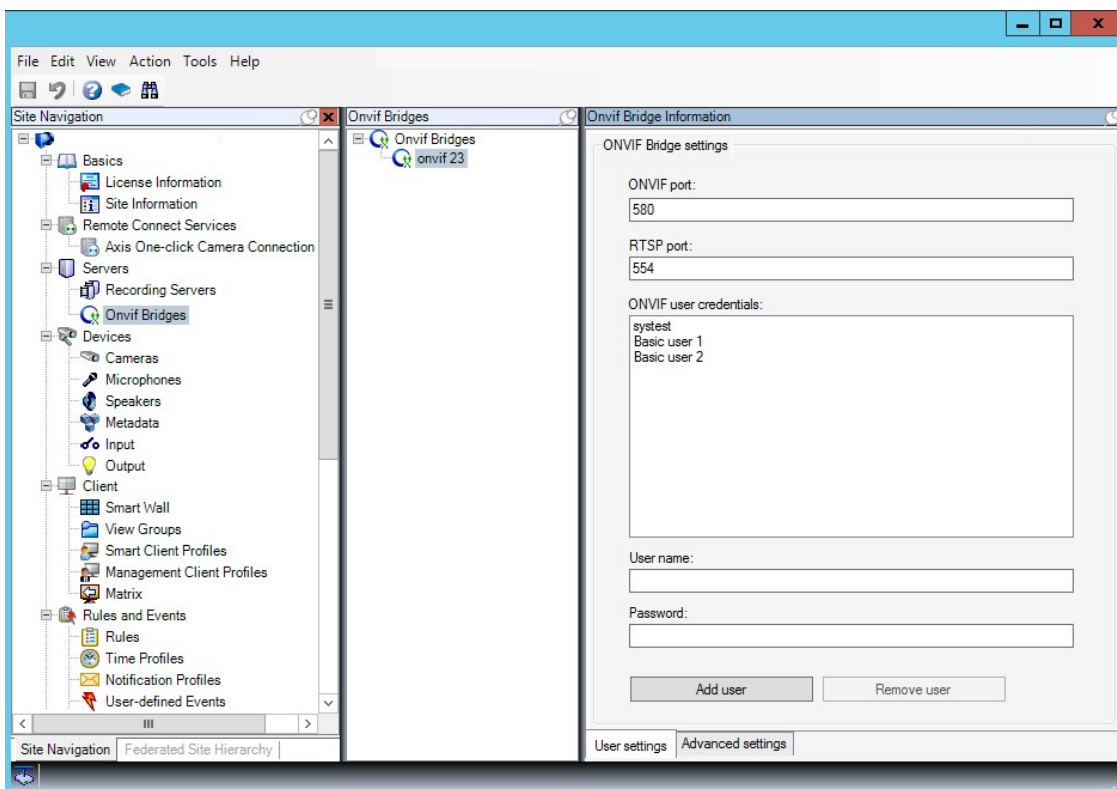 File Edit View Action Tools Help
Site Navigation
Basics
License Information
Site Information
Remote Connect Services
Axis One-click Camera Connection
Servers
Recording Servers
Onvif Bridges
Devices
Cameras
Microphones
Speakers
Metadata
Input
Output
Client
Smart Wall
View Groups
Smart Client Profiles
Management Client Profiles
Matrix
Rules and Events
Rules
Time Profiles
Notification Profiles
User-defined Events
Site Navigation Federated Site Hierarchy
Onvif Bridges
Onvif Bridges
onvif 23
Onvif Bridge Information
ONVIF Bridge settings
ONVIF port:
580
RTSP port:
554
ONVIF user credentials:
systest
Basic user 1
Basic user 2
User name:
Password:
Add user Remove user
User settings Advanced settings